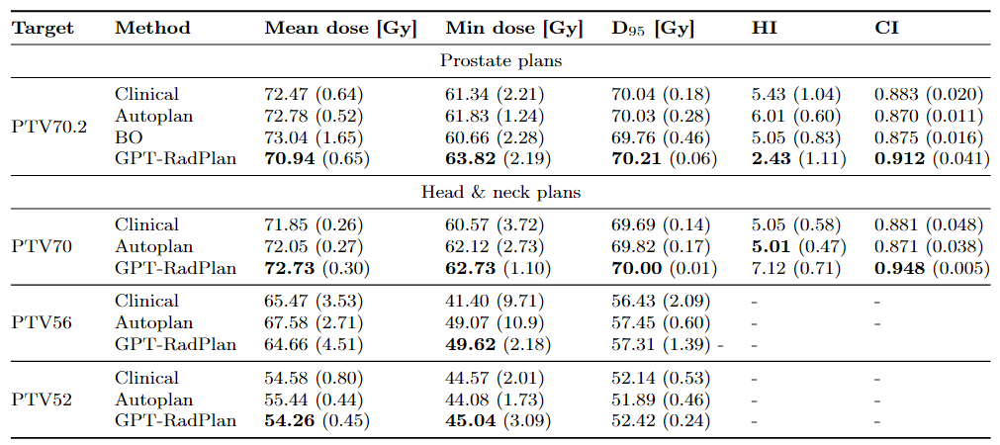 Target Method Mean dose [Gy] Min dose [Gy] D₉₅ [Gy] HI CI
Prostate plans
Clinical 72.47 (0.64) 61.34 (2.21) 70.04 (0.18) 5.43 (1.04) 0.883 (0.020)
Autoplan 72.78 (0.52) 61.83 (1.24) 70.03 (0.28) 6.01 (0.60) 0.870 (0.011)
PTV70.2
BO 73.04 (1.65) 60.66 (2.28) 69.76 (0.46) 5.05 (0.83) 0.875 (0.016)
GPT-RadPlan 70.94 (0.65) 63.82 (2.19) 70.21 (0.06) 2.43 (1.11) 0.912 (0.041)
Head & neck plans
Clinical 71.85 (0.26) 60.57 (3.72) 69.69 (0.14) 5.05 (0.58) 0.881 (0.048)
PTV70 Autoplan 72.05 (0.27) 62.12 (2.73) 69.82 (0.17) 5.01 (0.47) 0.871 (0.038)
GPT-RadPlan 72.73 (0.30) 62.73 (1.10) 70.00 (0.01) 7.12 (0.71) 0.948 (0.005)
Clinical 65.47 (3.53) 41.40 (9.71) 56.43 (2.09) - -
PTV56 Autoplan 67.58 (2.71) 49.07 (10.9) 57.45 (0.60) - -
GPT-RadPlan 64.66 (4.51) 49.62 (2.18) 57.31 (1.39) - -
Clinical 54.58 (0.80) 44.57 (2.01) 52.14 (0.53) - -
PTV52 Autoplan 55.44 (0.44) 44.08 (1.73) 51.89 (0.46) - -
GPT-RadPlan 54.26 (0.45) 45.04 (3.09) 52.42 (0.24) - -